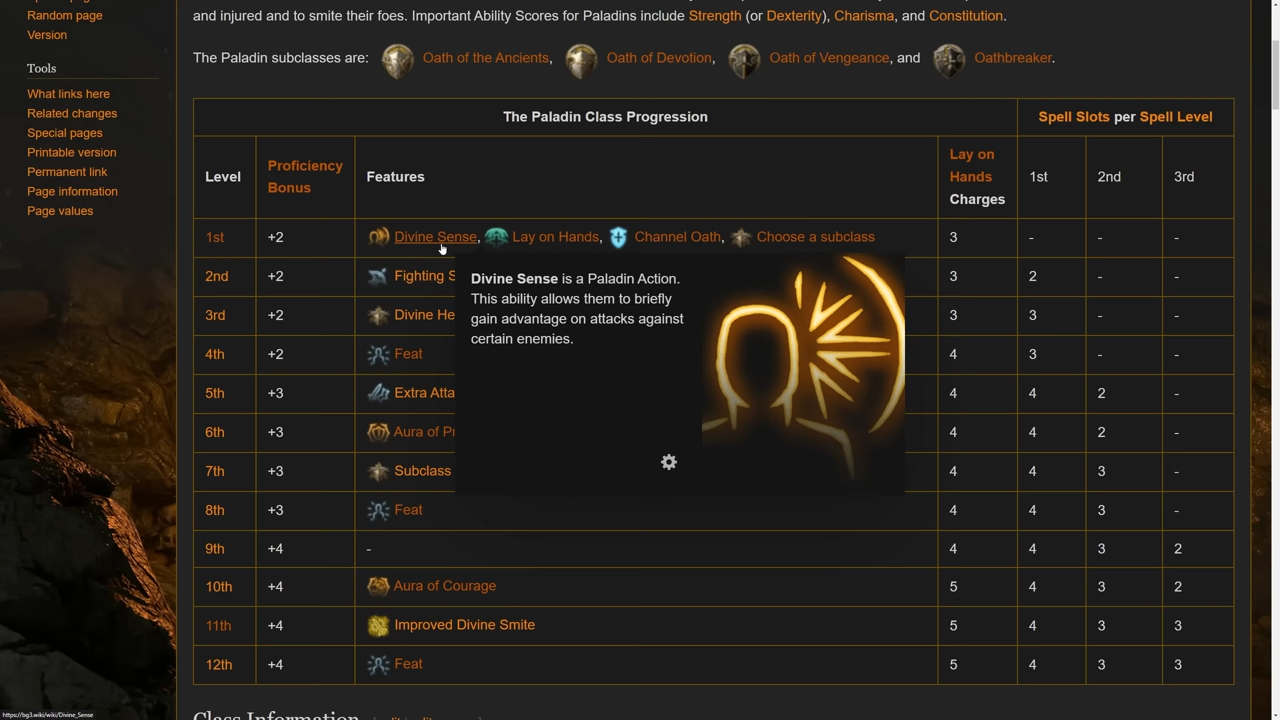 and injured and to smite their foes. Important Ability Scores for Paladins include Strength (or Dexterity), Charisma, and Constitution.
Random page
Version
Tools
What links here
Related changes
Special pages
Printable version
Permanent link
Page information
Page values
The Paladin subclasses are: Oath of the Ancients, Oath of Devotion, Oath of Vengeance, and Oathbreaker.
The Paladin Class Progression Spell Slots per Spell Level
Level Proficiency Bonus Features Lay on Hands Charges 1st 2nd 3rd
1st +2 Divine Sense, Lay on Hands, Channel Oath, Choose a subclass 3 - - -
2nd +2 Fighting S 3 2 - -
3rd +2 Divine He 3 3 - -
4th +2 Feat 4 3 - -
5th +3 Extra Atta 4 4 2 -
6th +3 Aura of Pr 4 4 2 -
7th +3 Subclass 4 4 3 -
8th +3 Feat 4 4 3 -
9th +4 - 4 4 3 2
10th +4 Aura of Courage 5 4 3 2
11th +4 Improved Divine Smite 5 4 3 3
12th +4 Feat 5 4 3 3
Divine Sense is a Paladin Action.
This ability allows them to briefly
gain advantage on attacks against
certain enemies.
Class Information
https://bg3.wiki/wiki/Divine_Sense